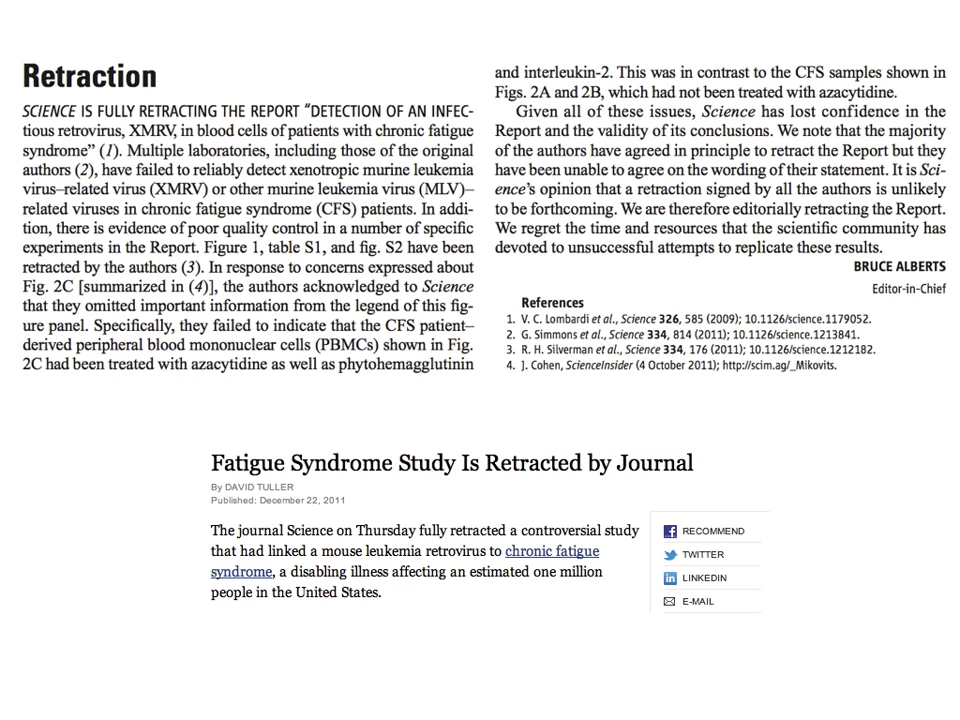 Retraction
SCIENCE IS FULLY RETRACTING THE REPORT "DETECTION OF AN INFEC-
tious retrovirus, XMRV, in blood cells of patients with chronic fatigue
syndrome" (1). Multiple laboratories, including those of the original
authors (2), have failed to reliably detect xenotropic murine leukemia
virus–related virus (XMRV) or other murine leukemia virus (MLV)–
related viruses in chronic fatigue syndrome (CFS) patients. In addi-
tion, there is evidence of poor quality control in a number of specific
experiments in the Report. Figure 1, table S1, and fig. S2 have been
retracted by the authors (3). In response to concerns expressed about
Fig. 2C [summarized in (4)], the authors acknowledged to Science
that they omitted important information from the legend of this fig-
ure panel. Specifically, they failed to indicate that the CFS patient–
derived peripheral blood mononuclear cells (PBMCs) shown in Fig.
2C had been treated with azacytidine as well as phytohemagglutinin
and interleukin-2. This was in contrast to the CFS samples shown in
Figs. 2A and 2B, which had not been treated with azacytidine.
Given all of these issues, Science has lost confidence in the
Report and the validity of its conclusions. We note that the majority
of the authors have agreed in principle to retract the Report but they
have been unable to agree on the wording of their statement. It is Sci-
ence's opinion that a retraction signed by all the authors is unlikely
to be forthcoming. We are therefore editorially retracting the Report.
We regret the time and resources that the scientific community has
devoted to unsuccessful attempts to replicate these results.
BRUCE ALBERTS
Editor-in-Chief
References
1. V. C. Lombardi et al., Science 326, 585 (2009); 10.1126/science.1179052.
2. G. Simmons et al., Science 334, 814 (2011); 10.1126/science.1213841.
3. R. H. Silverman et al., Science 334, 176 (2011); 10.1126/science.1212182.
4. J. Cohen, ScienceInsider (4 October 2011); http://scim.ag/_Mikovits.
Fatigue Syndrome Study Is Retracted by Journal
By DAVID TULLER
Published: December 22, 2011
The journal Science on Thursday fully retracted a controversial study
that had linked a mouse leukemia retrovirus to chronic fatigue
syndrome, a disabling illness affecting an estimated one million
people in the United States.
RECOMMEND
TWITTER
LINKEDIN
E-MAIL